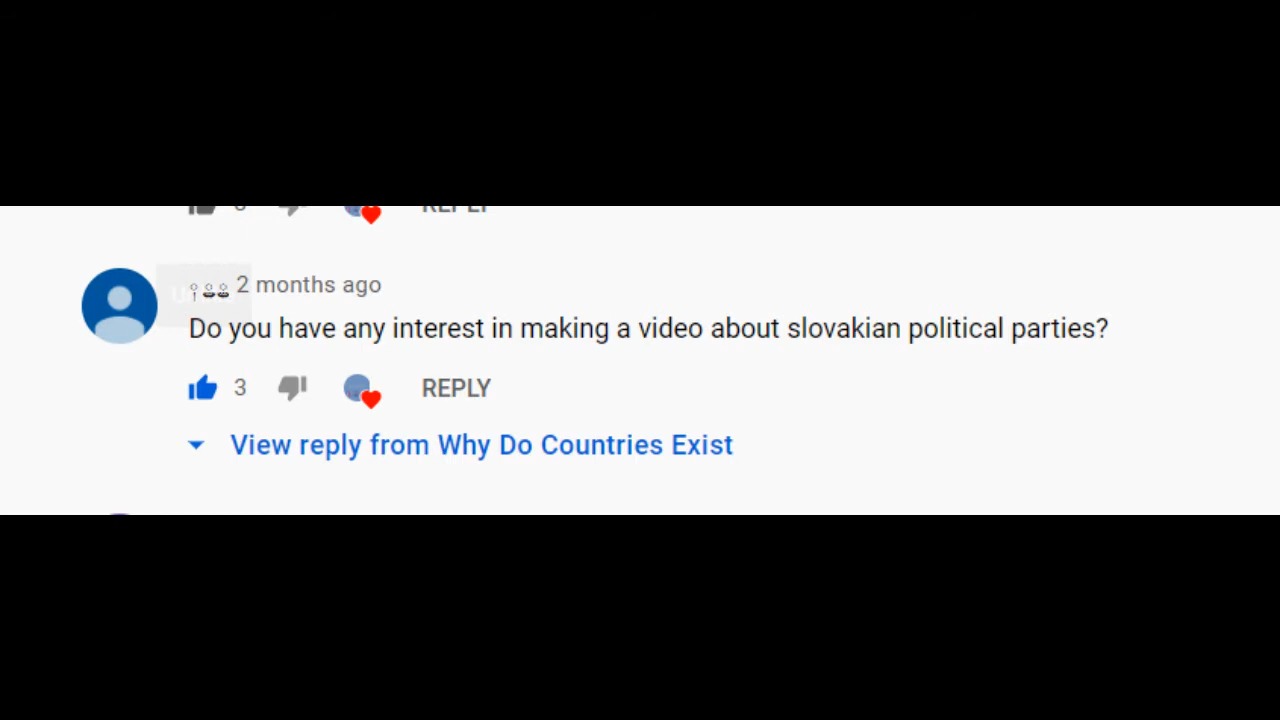 2 months ago
Do you have any interest in making a video about slovakian political parties?
3
REPLY
View reply from Why Do Countries Exist